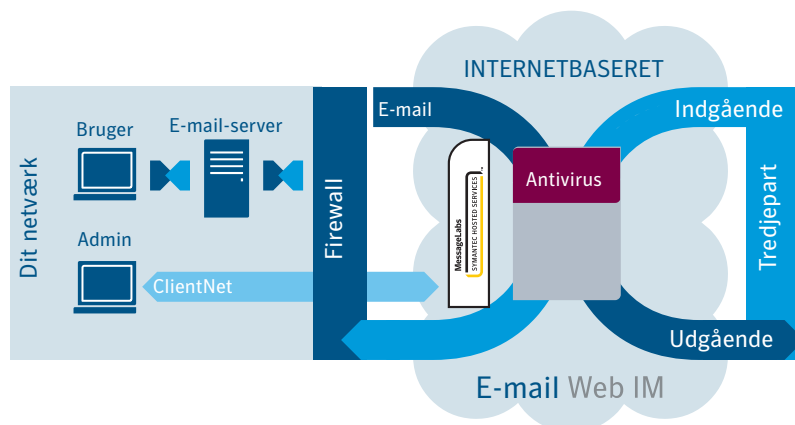 INTERNETBASERET
E-mail
Indgående
Bruger
E-mail-server
Dit netværk
Firewall
MessageLabs
SYMANTEC HOSTED SERVICES
Antivirus
Tredjepart
Admin
ClientNet
Udgående
E-mail Web IM